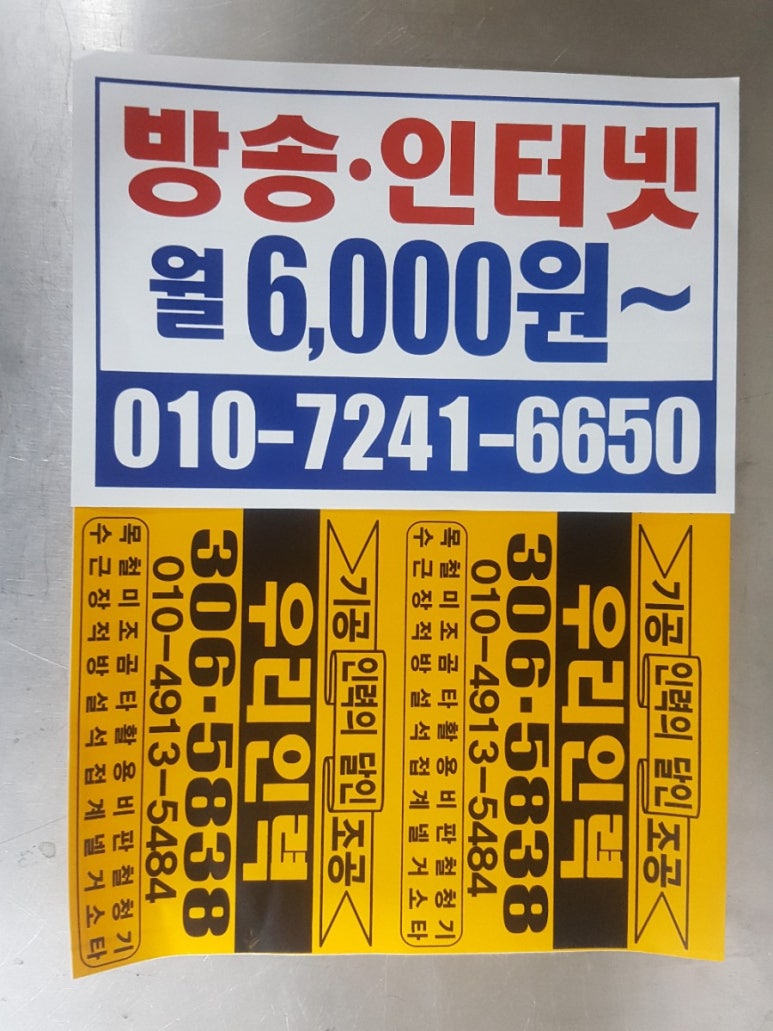 방송·인터넷
월 6,000원~
010-7241-6650
기공 인력의 달인 조공
우리인력
306·5838
010-4913-5484
목수 철근 미장 조적 곰방 타설 활석 용접 비계 판넬 철거 청소 기타
기공 인력의 달인 조공
우리인력
306·5838
010-4913-5484
목수 철근 미장 조적 곰방 타설 활석 용접 비계 판넬 철거 청소 기타